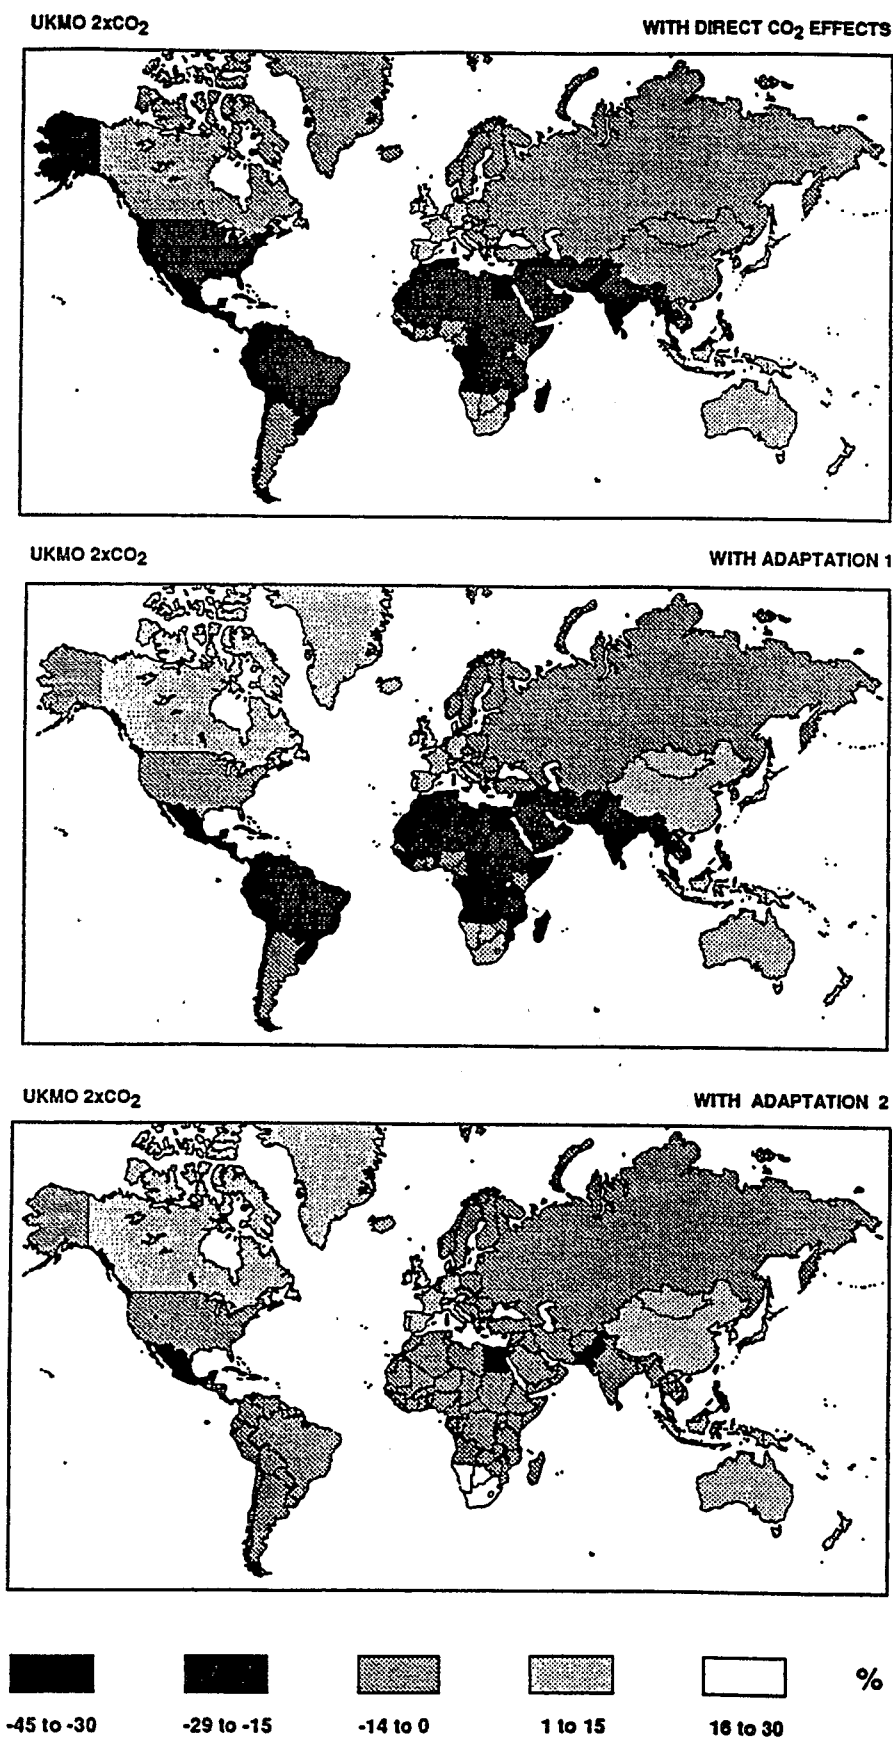 UKMO 2xCO2 WITH DIRECT CO2 EFFECTS
UKMO 2xCO2 WITH ADAPTATION 1
UKMO 2xCO2 WITH ADAPTATION 2
%
-45 to -30 -29 to -15 -14 to 0 1 to 15 16 to 30